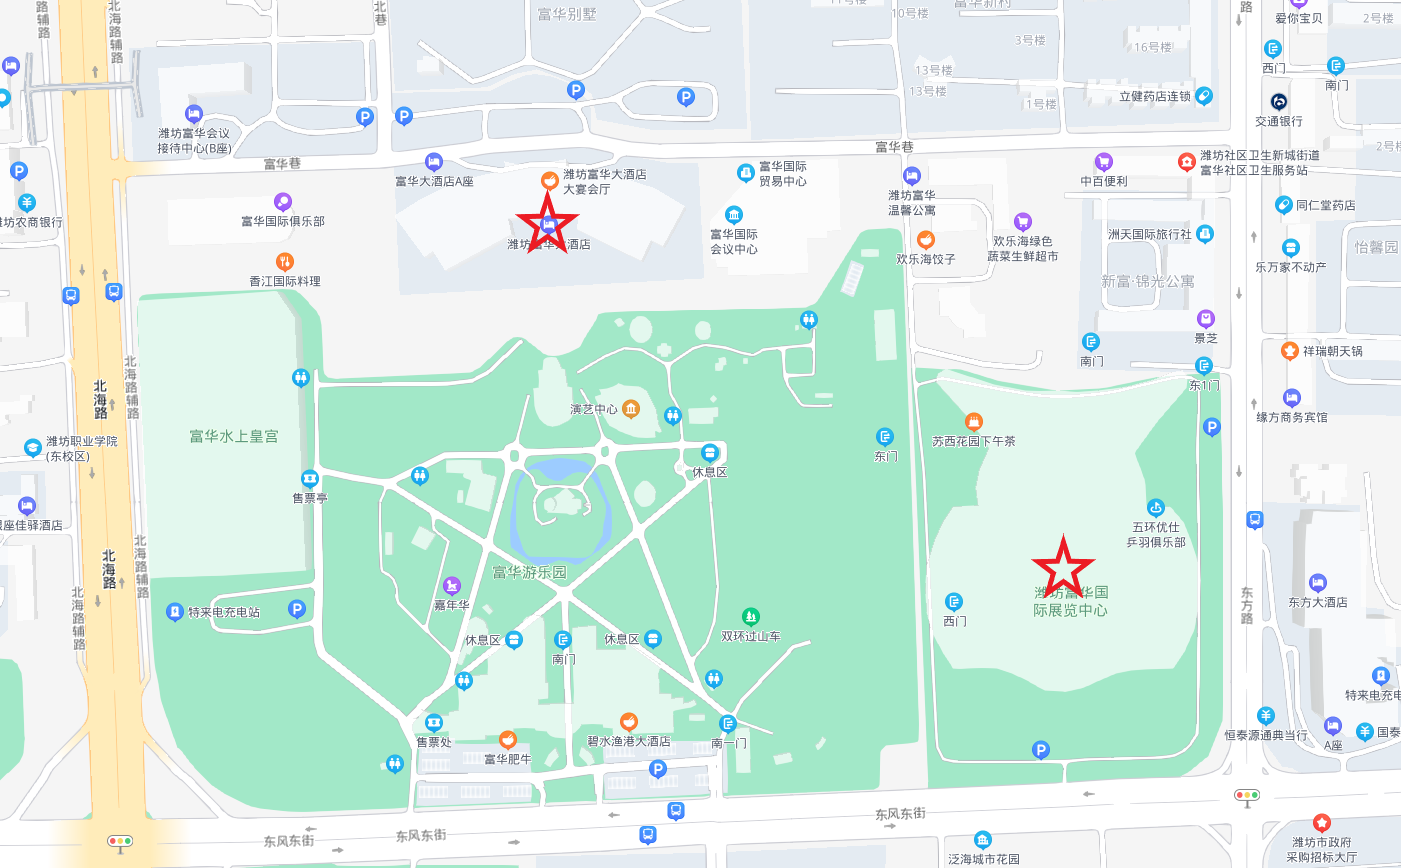 北巷
北海路辅路
路辅路
富华别墅
11号楼
10号楼
富华新村
3号楼
16号楼
13号楼
13号楼
1号楼
立健药店连锁
路
爱你宝贝
2号楼
西门
南门
交通银行
潍坊富华会议
接待中心(B座)
富华巷
富华大酒店A座
潍坊富华大酒店
大宴会厅
富华国际
贸易中心
富华巷
潍坊富华
温馨公寓
中百便利
潍坊社区卫生新城街道
富华社区卫生服务站
2号楼
坊农商银行
富华国际俱乐部
潍坊富华大酒店
富华国际
会议中心
欢乐海饺子
欢乐海绿色
蔬菜生鲜超市
洲天国际旅行社
同仁堂药店
怡馨园
乐万家不动产
香江国际料理
新富·锦光公寓
景芝
南门
祥瑞朝天锅
东1门
缘方商务宾馆
北海路
北海路辅路
演艺中心
苏西花园下午茶
潍坊职业学院
(东校区)
富华水上皇宫
休息区
东门
售票亭
五环优仕
乒羽俱乐部
银座佳驿酒店
北海路
北海路辅路
北海路辅路
富华游乐园
嘉年华
潍坊富华国
际展览中心
西门
东方路
东方大酒店
特来电充电站
休息区
南门
休息区
双环过山车
特来电充电
售票处
富华肥牛
碧水渔港大酒店
南一门
恒泰源通典当行
A座
国泰
东风东街
东风东街
东风东街
泛海城市花园
潍坊市政府
采购招标大厅